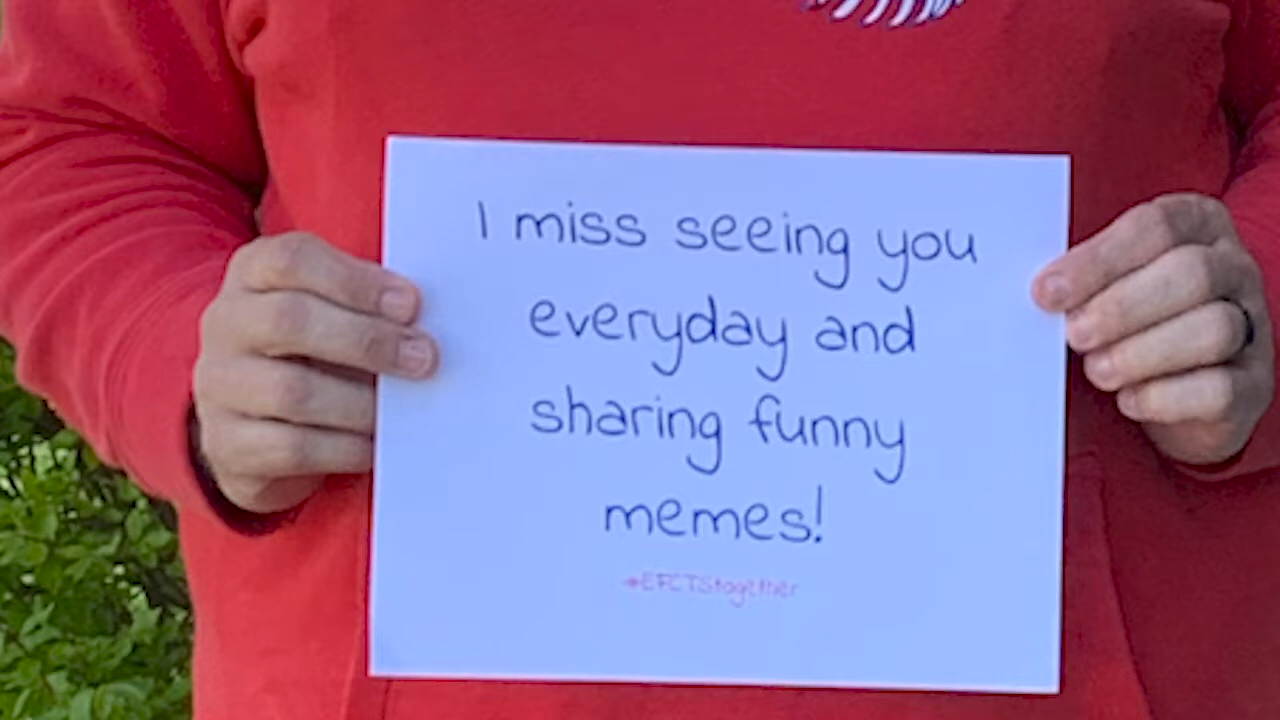 I miss seeing you
everyday and
sharing funny
memes!
#EFCTStogether